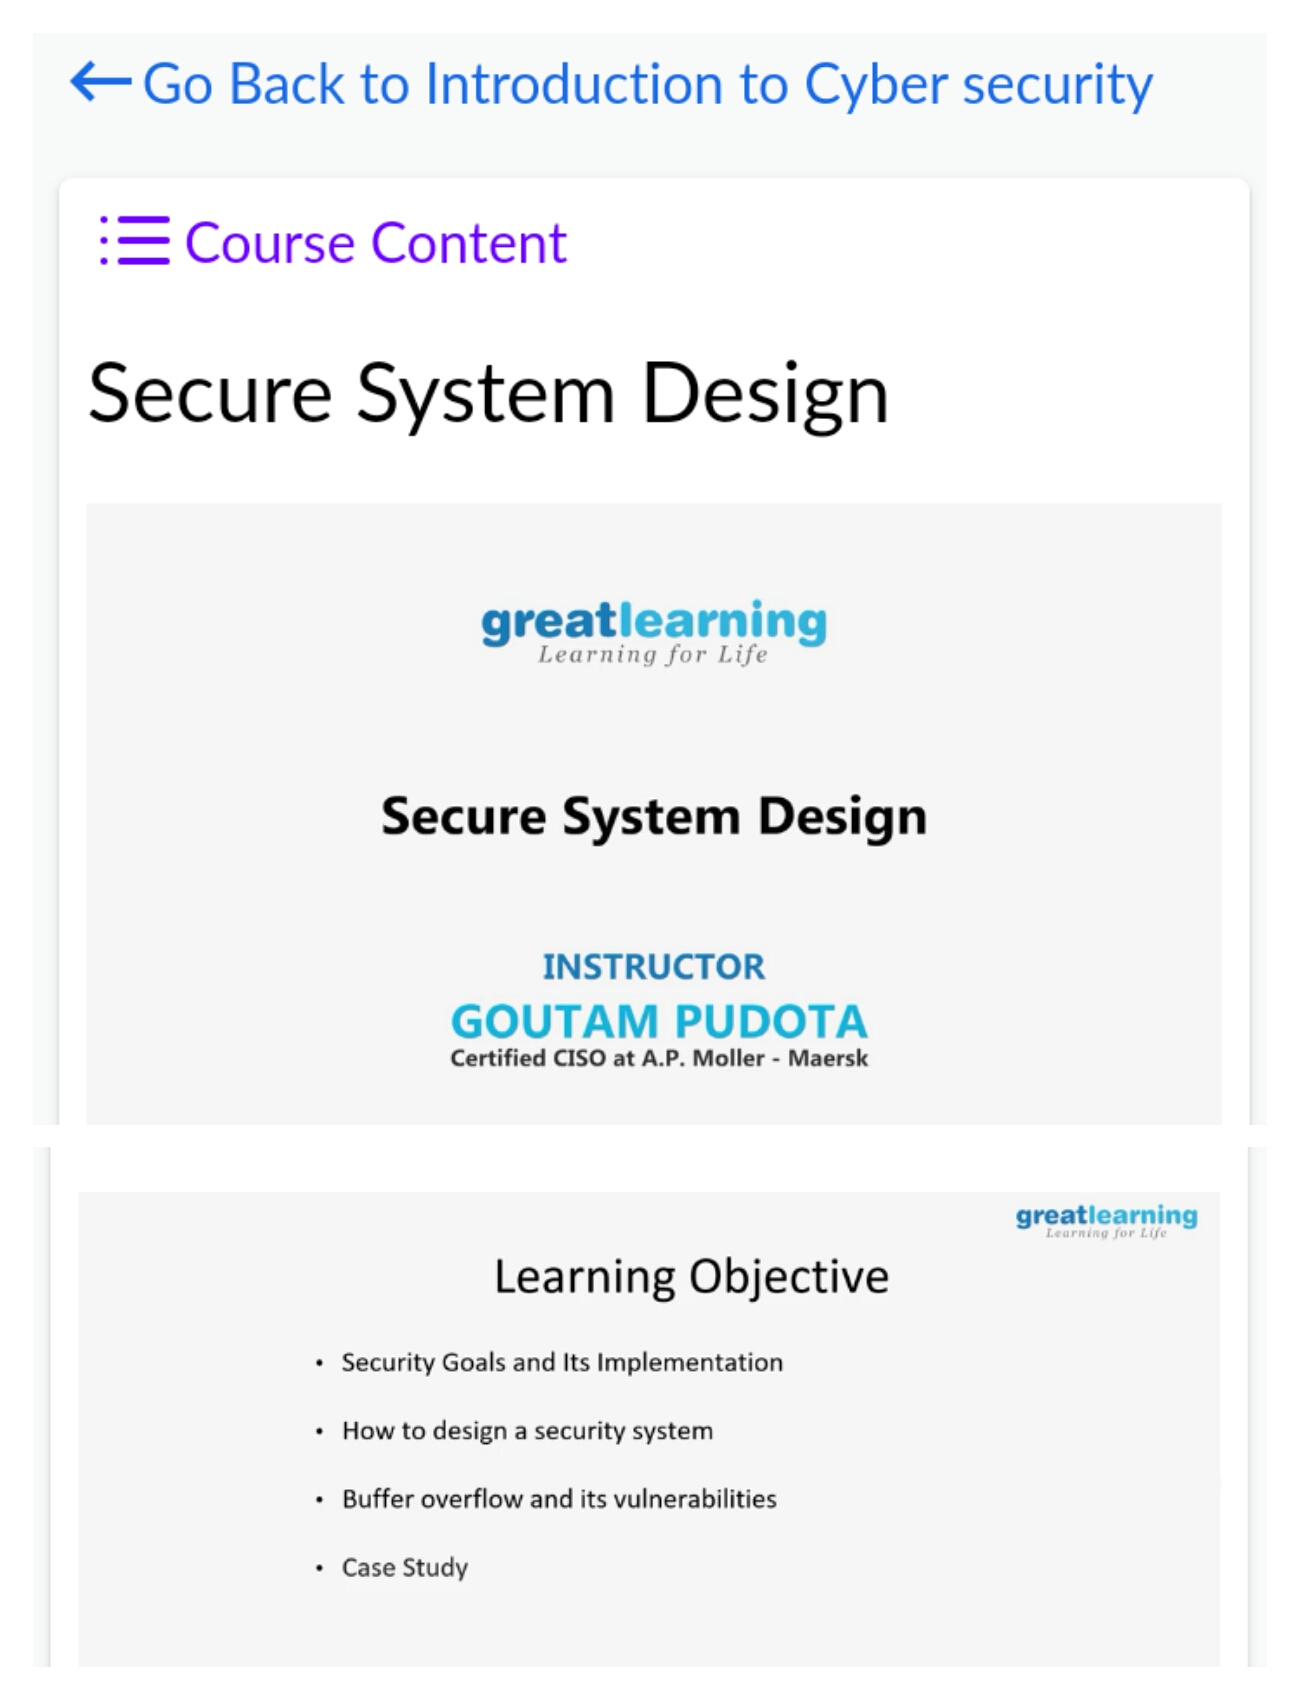 Go Back to Introduction to Cyber security
Course Content
Secure System Design
greatlearning
Learning for Life
Secure System Design
INSTRUCTOR
GOUTAM PUDOTA
Certified CISO at A.P. Moller - Maersk
greatlearning
Learning for Life
Learning Objective
• Security Goals and Its Implementation
• How to design a security system
• Buffer overflow and its vulnerabilities
• Case Study